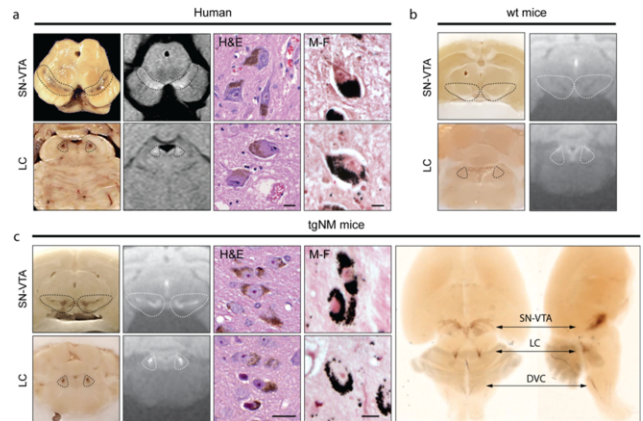 a
Human
SN-VTA
H&E
M-F
LC
b
wt mice
SN-VTA
LC
tgNM mice
c
SN-VTA
H&E
M-F
LC
SN-VTA
LC
DVC